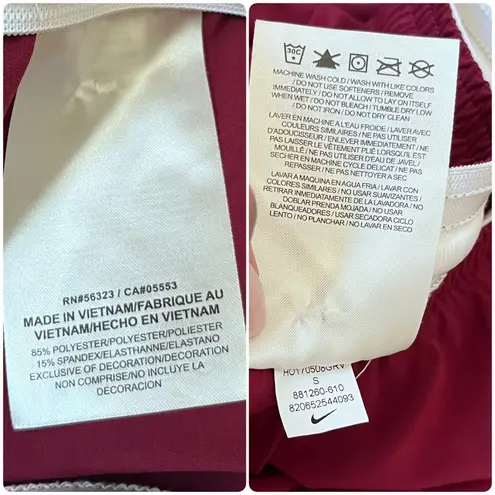 RN#56323 / CA#05553
MADE IN VIETNAM/FABRIQUE AU
VIETNAM/HECHO EN VIETNAM
85% POLYESTER/POLYESTER/POLIESTER
15% SPANDEX/ELASTHANNE/ELASTANO
EXCLUSIVE OF DECORATION/DECORATION
NON COMPRISE/NO INCLUYE LA
DECORACION
30C
MACHINE WASH COLD / WASH WITH LIKE COLORS
/ DO NOT USE SOFTENERS / REMOVE
IMMEDIATELY / DO NOT ALLOW TO LAY ON ITSELF
WHEN WET / DO NOT BLEACH / TUMBLE DRY LOW
/ DO NOT IRON / DO NOT DRY CLEAN
LAVER EN MACHINE A L'EAU FROIDE / LAVER AVEC
COULEURS SIMILAIRES / NE PAS UTILISER
D'ADOUCISSEUR / ENLEVER IMMEDIATEMENT / NE
PAS LAISSER LE VÊTEMENT PLIÉ LORSQU'IL EST
MOUILLÉ / NE PAS UTILISER D'EAU DE JAVEL/
SECHER EN MACHINE CYCLE DELICAT / NE PAS
REPASSER / NE PAS NETTOYER A SEC
LAVAR A MAQUINA EN AGUA FRIA / LAVAR CON
COLORES SIMILARES / NO USAR SUAVIZANTES /
RETIRAR INMEDIATAMENTE DE LA LAVADORA / NO
DOBLAR PRENDA MOJADA / NO USAR
BLANQUEADORES / USAR SECADORA CICLO
LENTO / NO PLANCHAR / NO LAVAR EN SECO
HO170508GRV
S
881260-610
820652544093